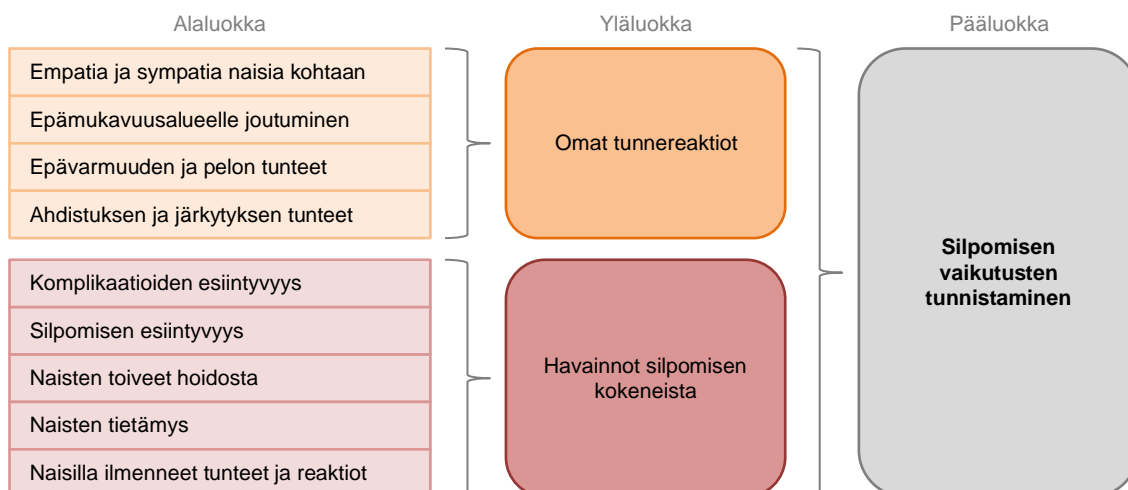 Alaluokka
Yläluokka
Pääluokka
Empatia ja sympatia naisia kohtaan
Epämukavuusalueelle joutuminen
Epävarmuuden ja pelon tunteet
Ahdistuksen ja järkytyksen tunteet
Omat tunnereaktiot
Komplikaatioiden esiintyvyys
Silpomisen esiintyvyys
Naisten toiveet hoidosta
Naisten tietämys
Naisilla ilmenneet tunteet ja reaktiot
Havainnot silpomisen
kokeneista
Silpomisen
vaikutusten
tunnistaminen